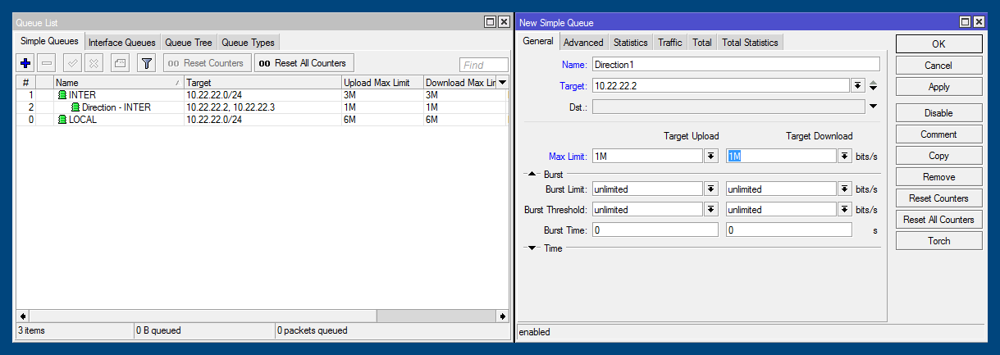 Queue List
Simple Queues Interface Queues Queue Tree Queue Types
00 Reset Counters 00 Reset All Counters Find
# Name / Target Upload Max Limit Download Max Lir
1 INTER 10.22.22.0/24 3M 3M
2 Direction - INTER 10.22.22.2, 10.22.22.3 1M 1M
0 LOCAL 10.22.22.0/24 6M 6M
3 items 0 B queued 0 packets queued
New Simple Queue
General Advanced Statistics Traffic Total Total Statistics
Name: Direction1
Target: 10.22.22.2
Dst.:
Target Upload Target Download
Max Limit: 1M 1M bits/s
Burst
Burst Limit: unlimited unlimited bits/s
Burst Threshold: unlimited unlimited bits/s
Burst Time: 0 0 s
Time
OK
Cancel
Apply
Disable
Comment
Copy
Remove
Reset Counters
Reset All Counters
Torch
enabled